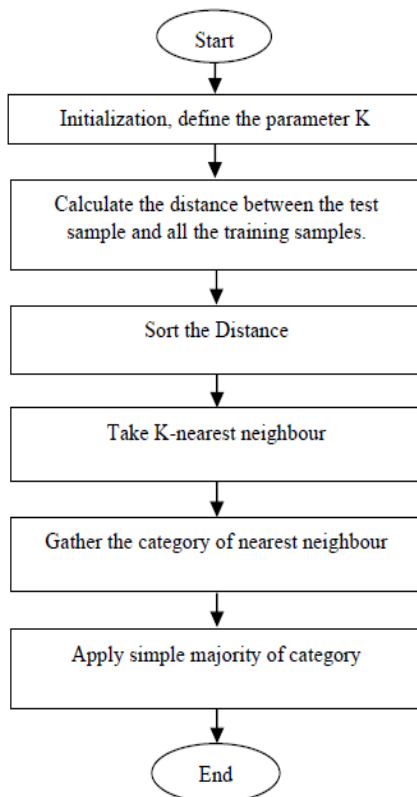 Start
Initialization, define the parameter K
Calculate the distance between the test
sample and all the training samples.
Sort the Distance
Take K-nearest neighbour
Gather the category of nearest neighbour
Apply simple majority of category
End